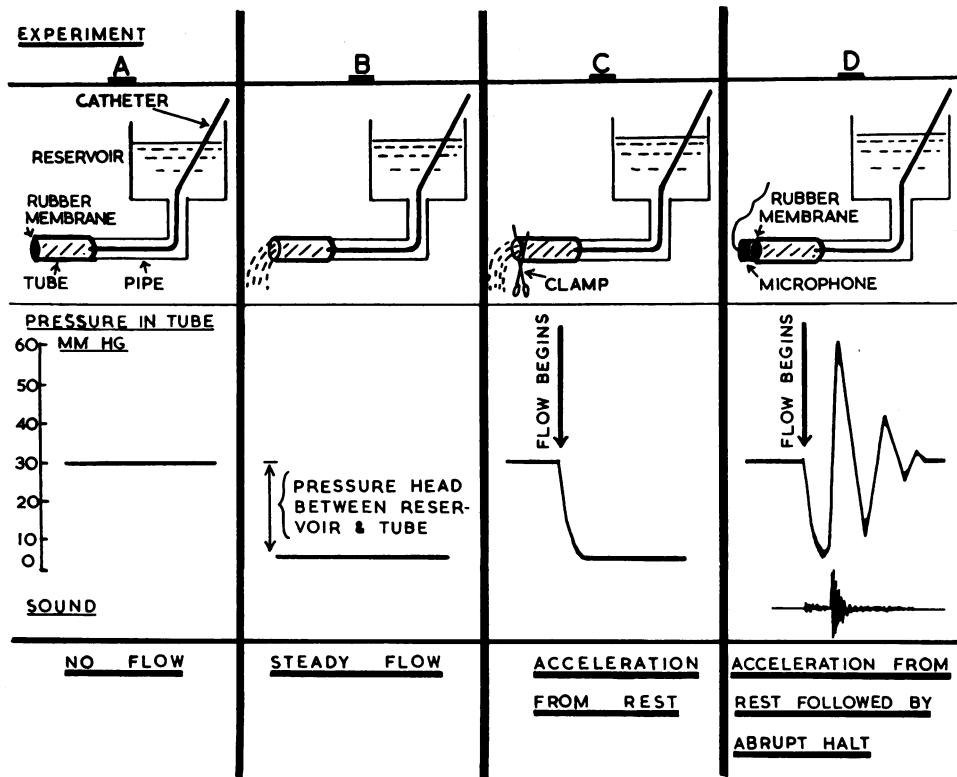 EXPERIMENT
A
B
C
D
CATHETER
RESERVOIR
RUBBER
MEMBRANE
TUBE
PIPE
CLAMP
RUBBER
MEMBRANE
MICROPHONE
PRESSURE IN TUBE
MM HG
60
50
40
30
20
10
0
PRESSURE HEAD
BETWEEN RESER-
VOIR & TUBE
FLOW BEGINS
FLOW BEGINS
SOUND
NO FLOW
STEADY FLOW
ACCELERATION
FROM REST
ACCELERATION FROM
REST FOLLOWED BY
ABRUPT HALT